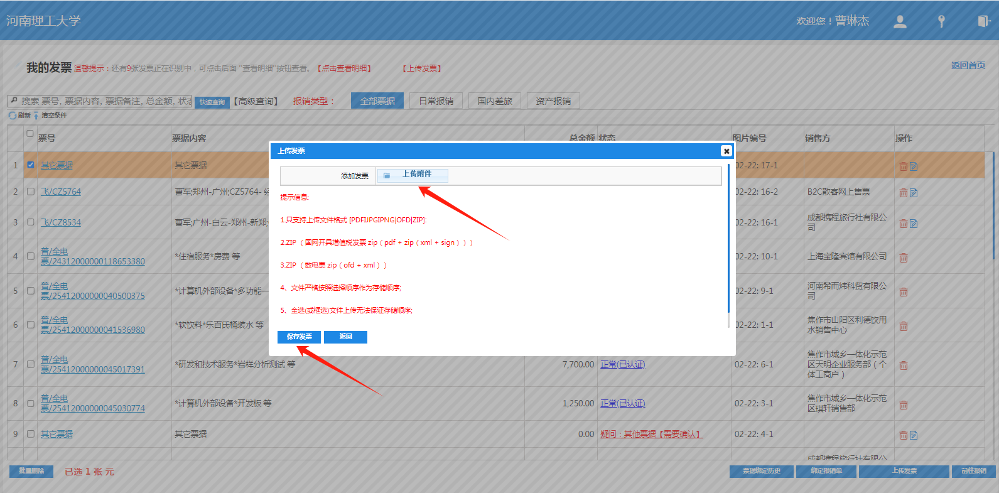 河南理工大学
欢迎您！曹琳杰
我的发票 温馨提示：还有9张发票正在识别中，可点击后面 "查看明细"按钮查看。【点击查看明细】 【上传发票】
返回首页
搜索 票号, 票据内容, 票据备注, 总金额, 状态 快速查询 【高级查询】 报销类型： 全部票据 日常报销 国内差旅 资产报销
刷新 清空条件
票号 票据内容 总金额 状态 图片编号 销售方 操作
1 其它票据 其它票据 02-22: 17-1
2 飞/CZ5764 曹军;郑州-广州;CZ5764- 02-22: 16-2 B2C散客网上售票
3 飞/CZ8534 曹军;广州-白云-郑州-新郑; 02-22: 16-1 成都携程旅行社有限公
司
4 普/全电
票/24312000000118653380 *住宿服务*房费 等 02-22: 10-1 上海宝隆宾馆有限公司
5 普/全电
票/25412000000040500375 *计算机外部设备*多功能一 02-22: 9-1 河南希而炜科贸有限公
司
6 普/全电
票/25412000000041536980 *软饮料*乐百氏桶装水 等 02-22: 1-1 焦作市山阳区利德饮用
水销售中心
7 普/全电
票/25412000000045017391 *研发和技术服务*岩样分析测试 等 7,700.00 正常(已认证) 02-22: 6-1 焦作市城乡一体化示范
区天明企业服务部（个
体工商户）
8 普/全电
票/25412000000045030774 *计算机外部设备*开发板 等 1,250.00 正常(已认证) 02-22: 3-1 焦作市城乡一体化示范
区琪轩销售部
9 其它票据 其它票据 0.00 疑问：其他票据【需要确认】 02-22: 4-1
成都携程旅行社有限公
上传发票
添加发票 上传附件
提示信息:
1.只支持上传文件格式 [PDF|JPG|PNG|OFD|ZIP]:
2.ZIP （国网开具增值税发票 zip（pdf + zip（xml + sign）））
3.ZIP （数电票 zip（ofd + xml））
4、文件严格按照选择顺序作为存储顺序;
5、全选(或框选)文件上传无法保证存储顺序;
保存发票 返回
批量删除 已选 1 张 元 票据绑定历史 绑定报销单 上传发票 前往报销